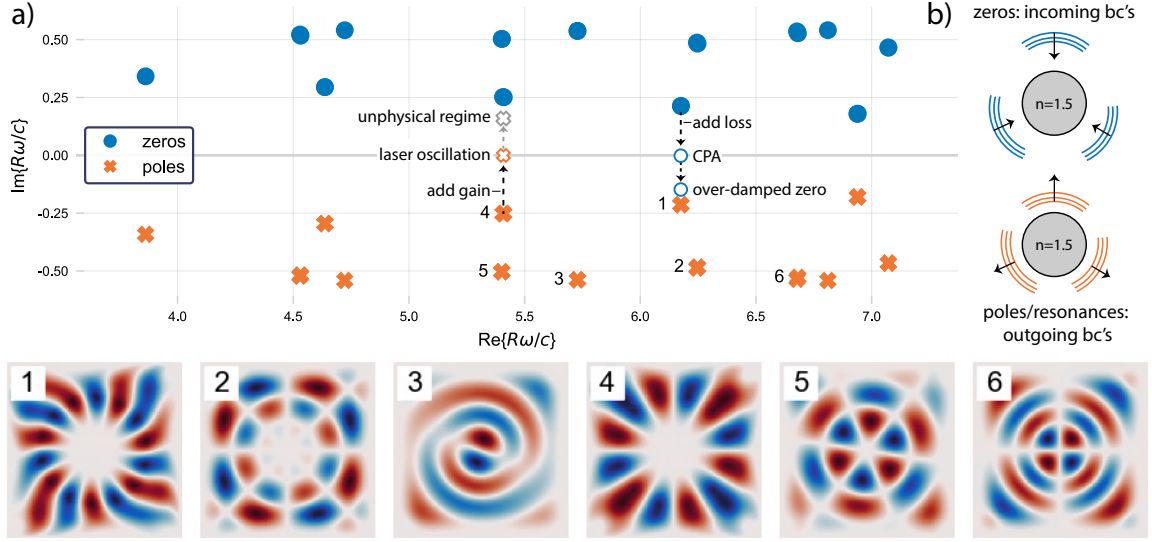 a)
b)
zeros: incoming bc's
0.50
0.25
0.00
-0.25
-0.50
Im{Rω/c}
zeros
poles
unphysical regime
laser oscillation
add gain
add loss
CPA
over-damped zero
4
5
3
1
2
6
4.0
4.5
5.0
5.5
6.0
6.5
7.0
Re{Rω/c}
n=1.5
n=1.5
poles/resonances:
outgoing bc's
1
2
3
4
5
6